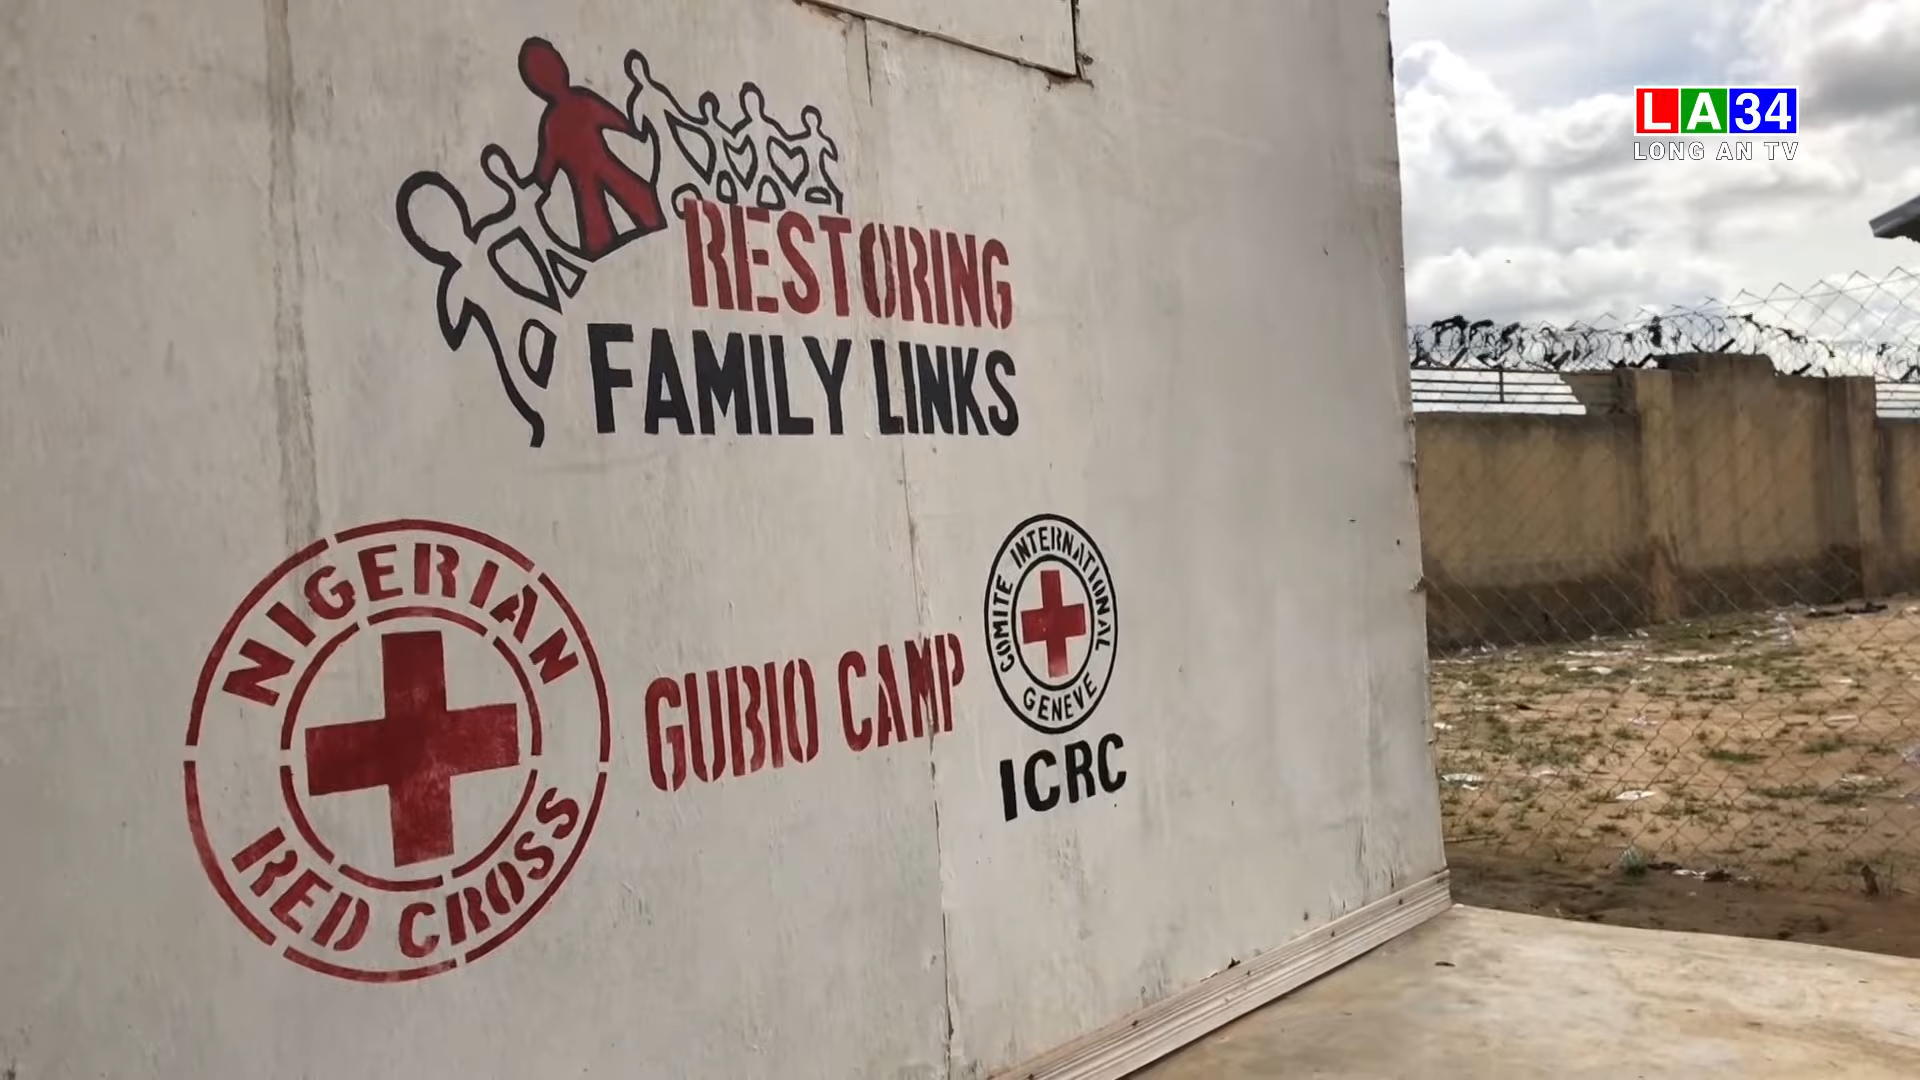 LA34
LONG AN TV
RESTORING
FAMILY LINKS
NIGERIAN
RED CROSS
GUBIO CAMP
COMITE INTERNATIONAL
GENEVE
ICRC